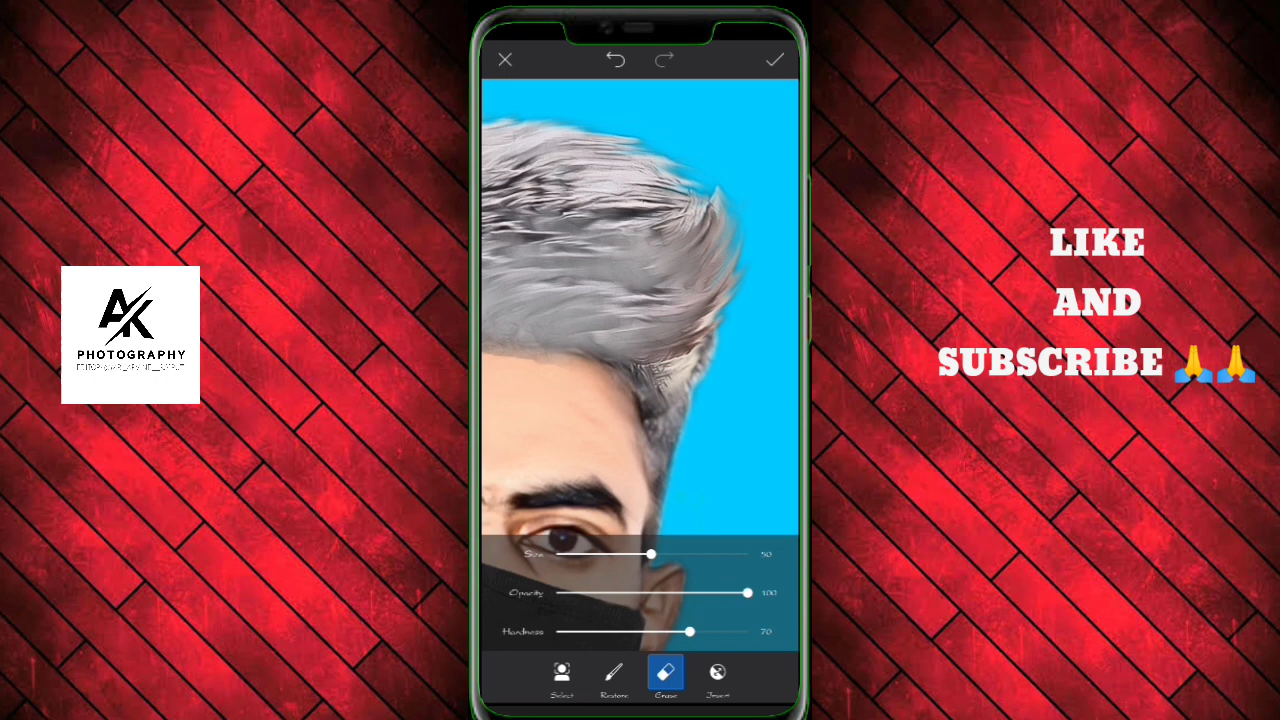 AK
PHOTOGRAPHY
LIKE
AND
SUBSCRIBE 🙏🙏
Size 50
Opacity 100
Hardness 70
Select Restore Erase Invert